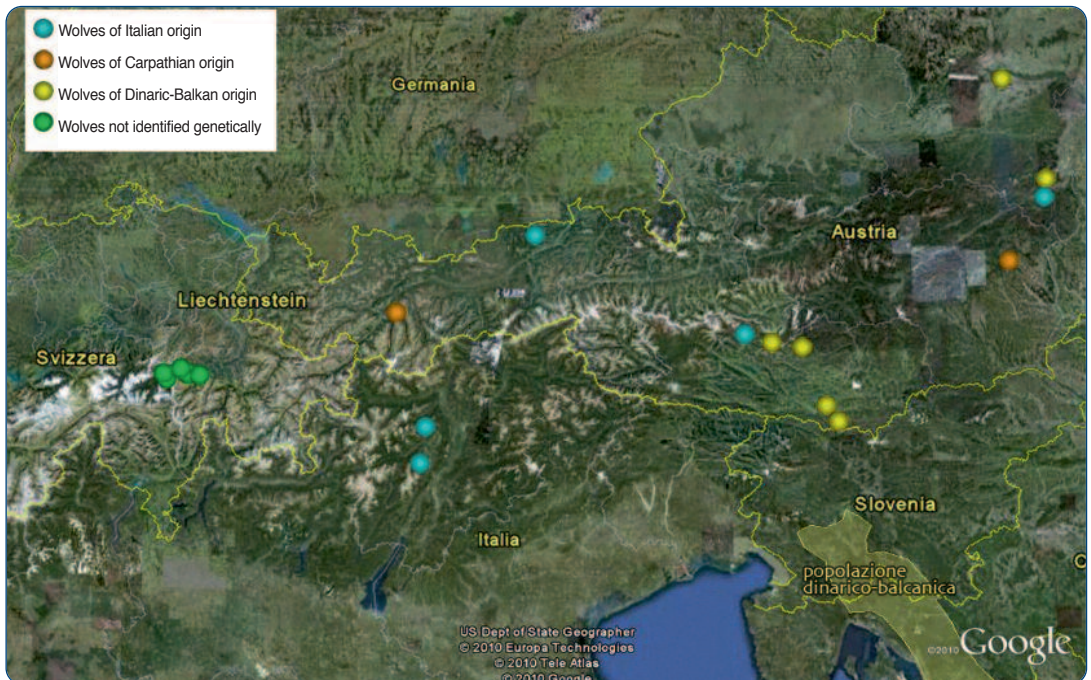 Wolves of Italian origin
Wolves of Carpathian origin
Wolves of Dinaric-Balkan origin
Wolves not identified genetically
Germania
Austria
Liechtenstein
Svizzera
Slovenia
Italia
popolazione
dinarico-balcanica
US Dept of State Geographer
© 2010 Europa Technologies
© 2010 Tele Atlas
© 2010 Google
©2010 Google